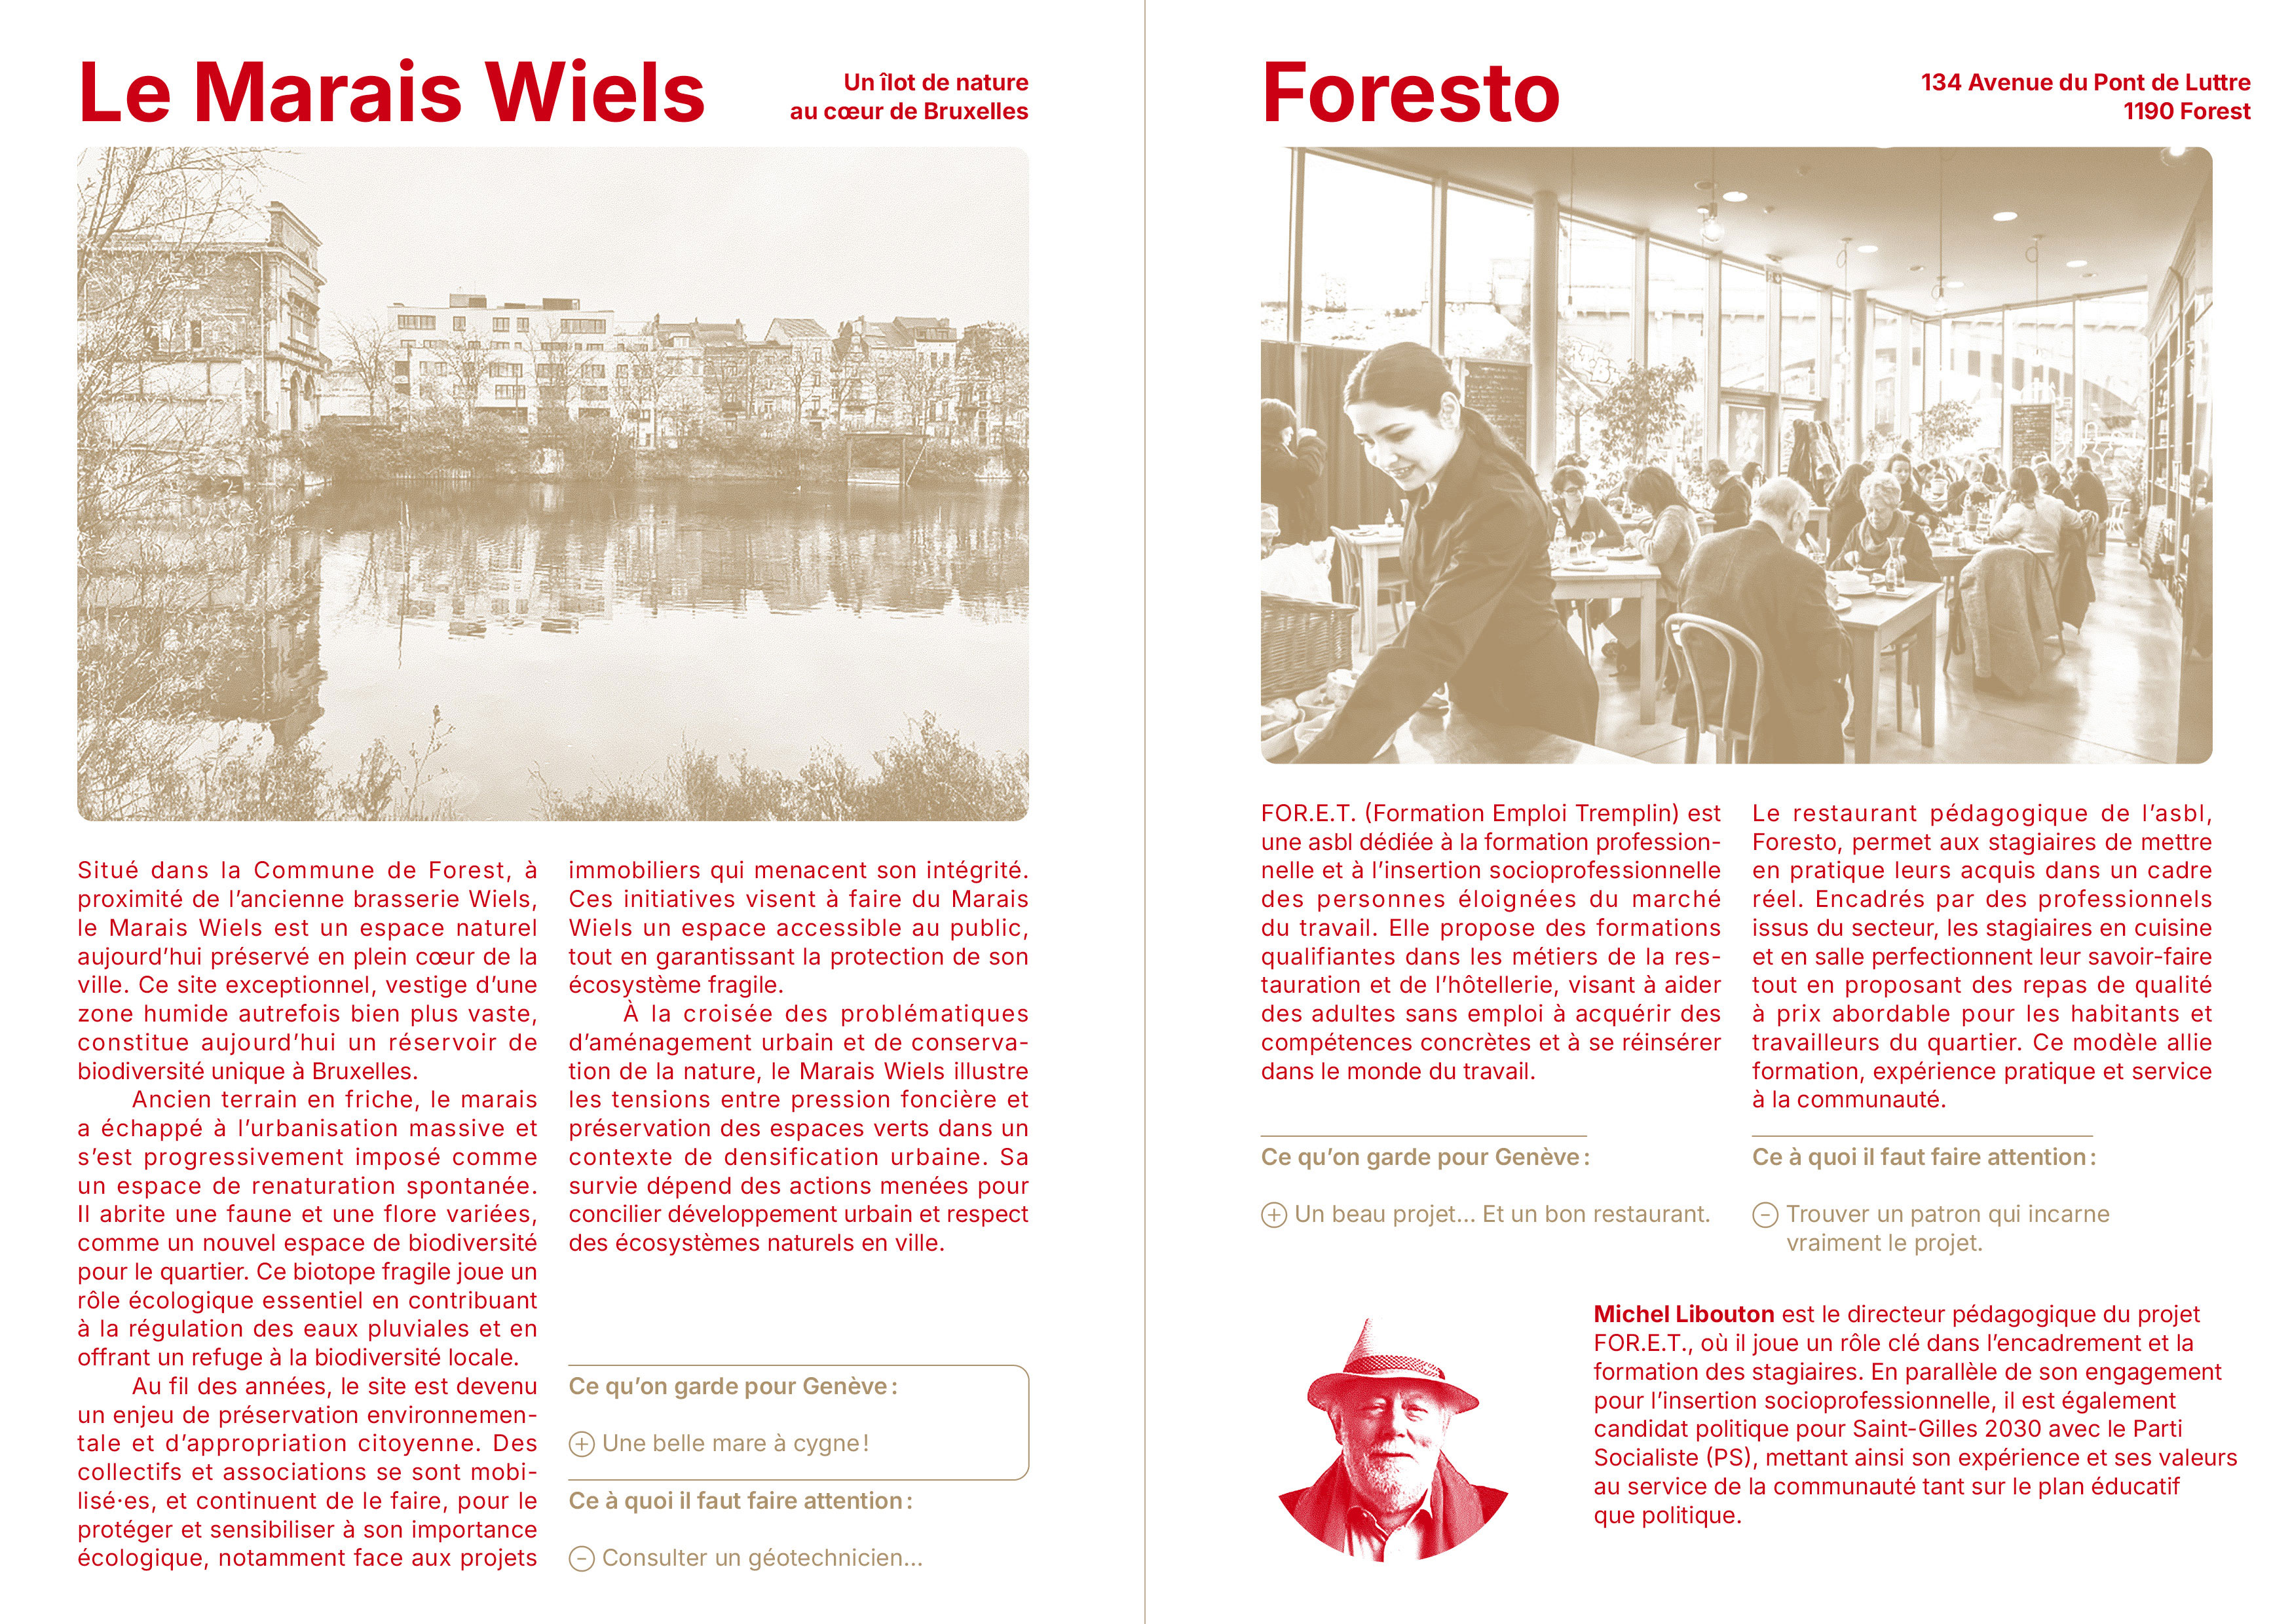 Le Marais Wiels
Un îlot de nature
au cœur de Bruxelles
Situé dans la Commune de Forest, à
proximité de l’ancienne brasserie Wiels,
le Marais Wiels est un espace naturel
aujourd’hui préservé en plein cœur de la
ville. Ce site exceptionnel, vestige d’une
zone humide autrefois bien plus vaste,
constitue aujourd’hui un réservoir de
biodiversité unique à Bruxelles.
Ancien terrain en friche, le marais
a échappé à l’urbanisation massive et
s’est progressivement imposé comme
un espace de renaturation spontanée.
Il abrite une faune et une flore variées,
comme un nouvel espace de biodiversité
pour le quartier. Ce biotope fragile joue un
rôle écologique essentiel en contribuant
à la régulation des eaux pluviales et en
offrant un refuge à la biodiversité locale.
Au fil des années, le site est devenu
un enjeu de préservation environnemen-
tale et d’appropriation citoyenne. Des
collectifs et associations se sont mobi-
lisé·es, et continuent de le faire, pour le
protéger et sensibiliser à son importance
écologique, notamment face aux projets
immobiliers qui menacent son intégrité.
Ces initiatives visent à faire du Marais
Wiels un espace accessible au public,
tout en garantissant la protection de son
écosystème fragile.
À la croisée des problématiques
d’aménagement urbain et de conserva-
tion de la nature, le Marais Wiels illustre
les tensions entre pression foncière et
préservation des espaces verts dans un
contexte de densification urbaine. Sa
survie dépend des actions menées pour
concilier développement urbain et respect
des écosystèmes naturels en ville.
Ce qu’on garde pour Genève :
+ Une belle mare à cygne !
Ce à quoi il faut faire attention :
- Consulter un géotechnicien…
Foresto
134 Avenue du Pont de Luttre
1190 Forest
FOR.E.T. (Formation Emploi Tremplin) est
une asbl dédiée à la formation profession-
nelle et à l’insertion socioprofessionnelle
des personnes éloignées du marché
du travail. Elle propose des formations
qualifiantes dans les métiers de la res-
tauration et de l’hôtellerie, visant à aider
des adultes sans emploi à acquérir des
compétences concrètes et à se réinsérer
dans le monde du travail.
Le restaurant pédagogique de l’asbl,
Foresto, permet aux stagiaires de mettre
en pratique leurs acquis dans un cadre
réel. Encadrés par des professionnels
issus du secteur, les stagiaires en cuisine
et en salle perfectionnent leur savoir-faire
tout en proposant des repas de qualité
à prix abordable pour les habitants et
travailleurs du quartier. Ce modèle allie
formation, expérience pratique et service
à la communauté.
Ce qu’on garde pour Genève :
+ Un beau projet… Et un bon restaurant.
Ce à quoi il faut faire attention :
- Trouver un patron qui incarne
vraiment le projet.
Michel Libouton est le directeur pédagogique du projet
FOR.E.T., où il joue un rôle clé dans l’encadrement et la
formation des stagiaires. En parallèle de son engagement
pour l’insertion socioprofessionnelle, il est également
candidat politique pour Saint-Gilles 2030 avec le Parti
Socialiste (PS), mettant ainsi son expérience et ses valeurs
au service de la communauté tant sur le plan éducatif
que politique.